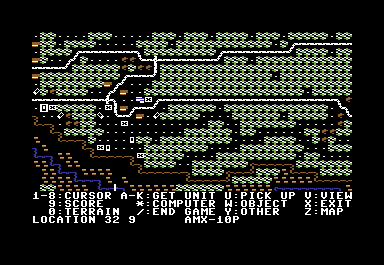 1-8:CURSOR A-K:GET UNIT Q:PICK UP V:VIEW
9:SCORE *:COMPUTER W:OBJECT X:EXIT
0:TERRAIN /:END GAME Y:OTHER Z:MAP
LOCATION 32 9 AMX-10P